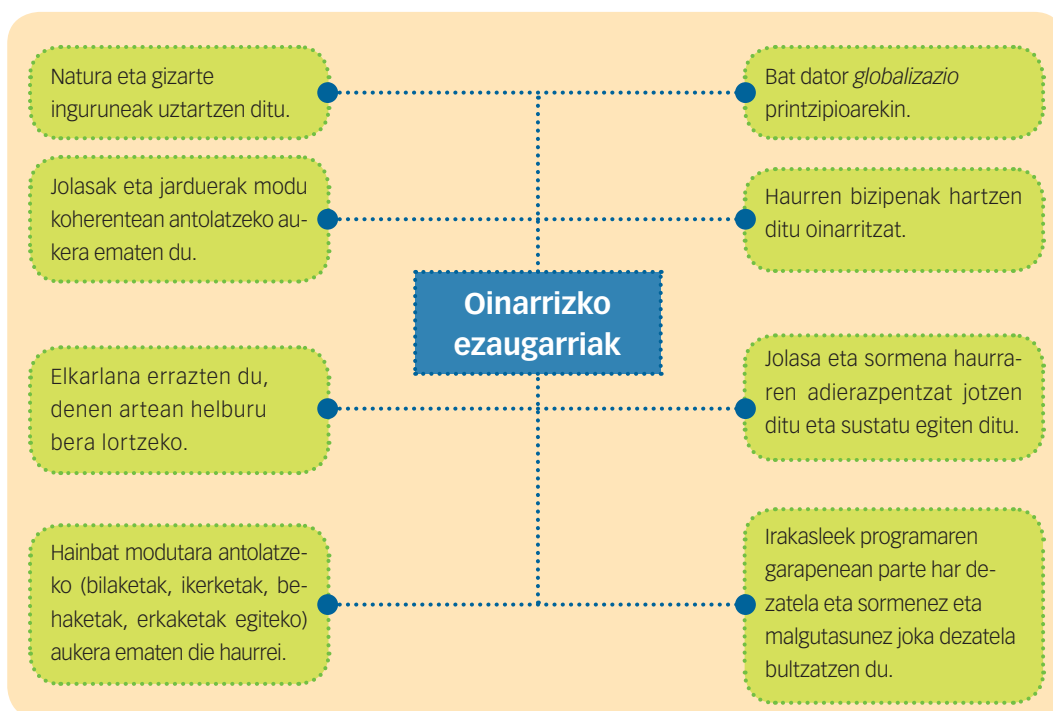 Natura eta gizarte
inguruneak uztartzen ditu.
Bat dator globalizazio
printzipioarekin.
Jolasak eta jarduerak modu
koherentean antolatzeko au-
kera ematen du.
Haurren bizipenak hartzen
ditu oinarritzat.
Oinarrizko
ezaugarriak
Elkarlana errazten du,
denen artean helburu
bera lortzeko.
Jolasa eta sormena haurra-
ren adierazpentzat jotzen
ditu eta sustatu egiten ditu.
Hainbat modutara antolatze-
ko (bilaketak, ikerketak, be-
haketak, erkaketak egiteko)
aukera ematen die haurrei.
Irakasleek programaren
garapenean parte har de-
zatela eta sormenez eta
malgutasunez joka dezatela
bultzatzen du.